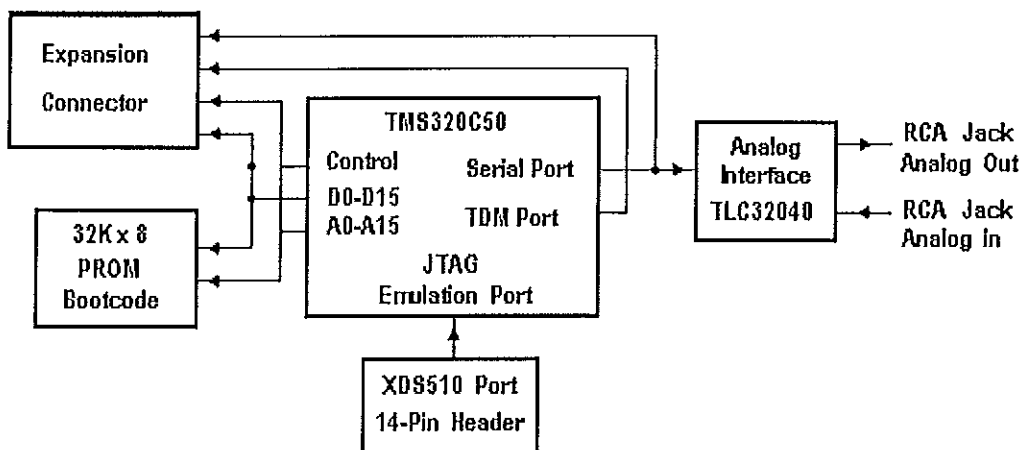 Expansion
Connector
32K x 8
PROM
Bootcode
TMS320C50
Control
D0-D15
A0-A15
Serial Port
TDM Port
JTAG
Emulation Port
XDS510 Port
14-Pin Header
Analog
Interface
TLC32040
RCA Jack
Analog Out
RCA Jack
Analog In